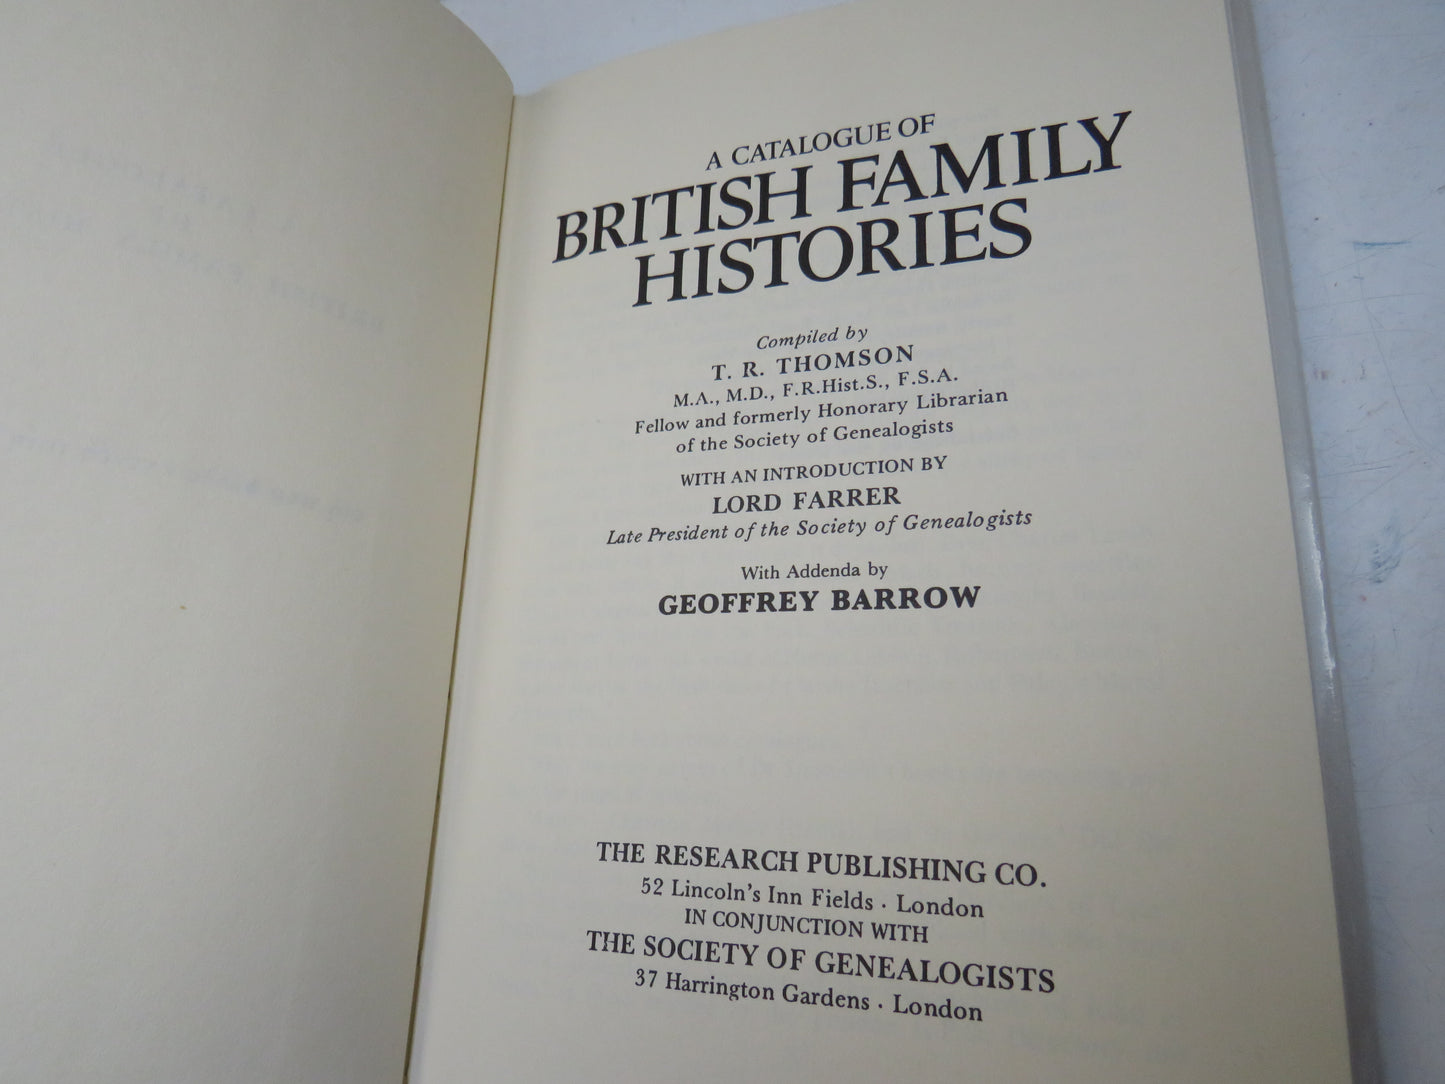 A CATALOGUE OF
BRITISH FAMILY
HISTORIES
Compiled by
T. R. THOMSON
M.A., M.D., F.R.Hist.S., F.S.A.
Fellow and formerly Honorary Librarian
of the Society of Genealogists
WITH AN INTRODUCTION BY
LORD FARRER
Late President of the Society of Genealogists
With Addenda by
GEOFFREY BARROW
THE RESEARCH PUBLISHING CO.
52 Lincoln's Inn Fields · London
IN CONJUNCTION WITH
THE SOCIETY OF GENEALOGISTS
37 Harrington Gardens · London